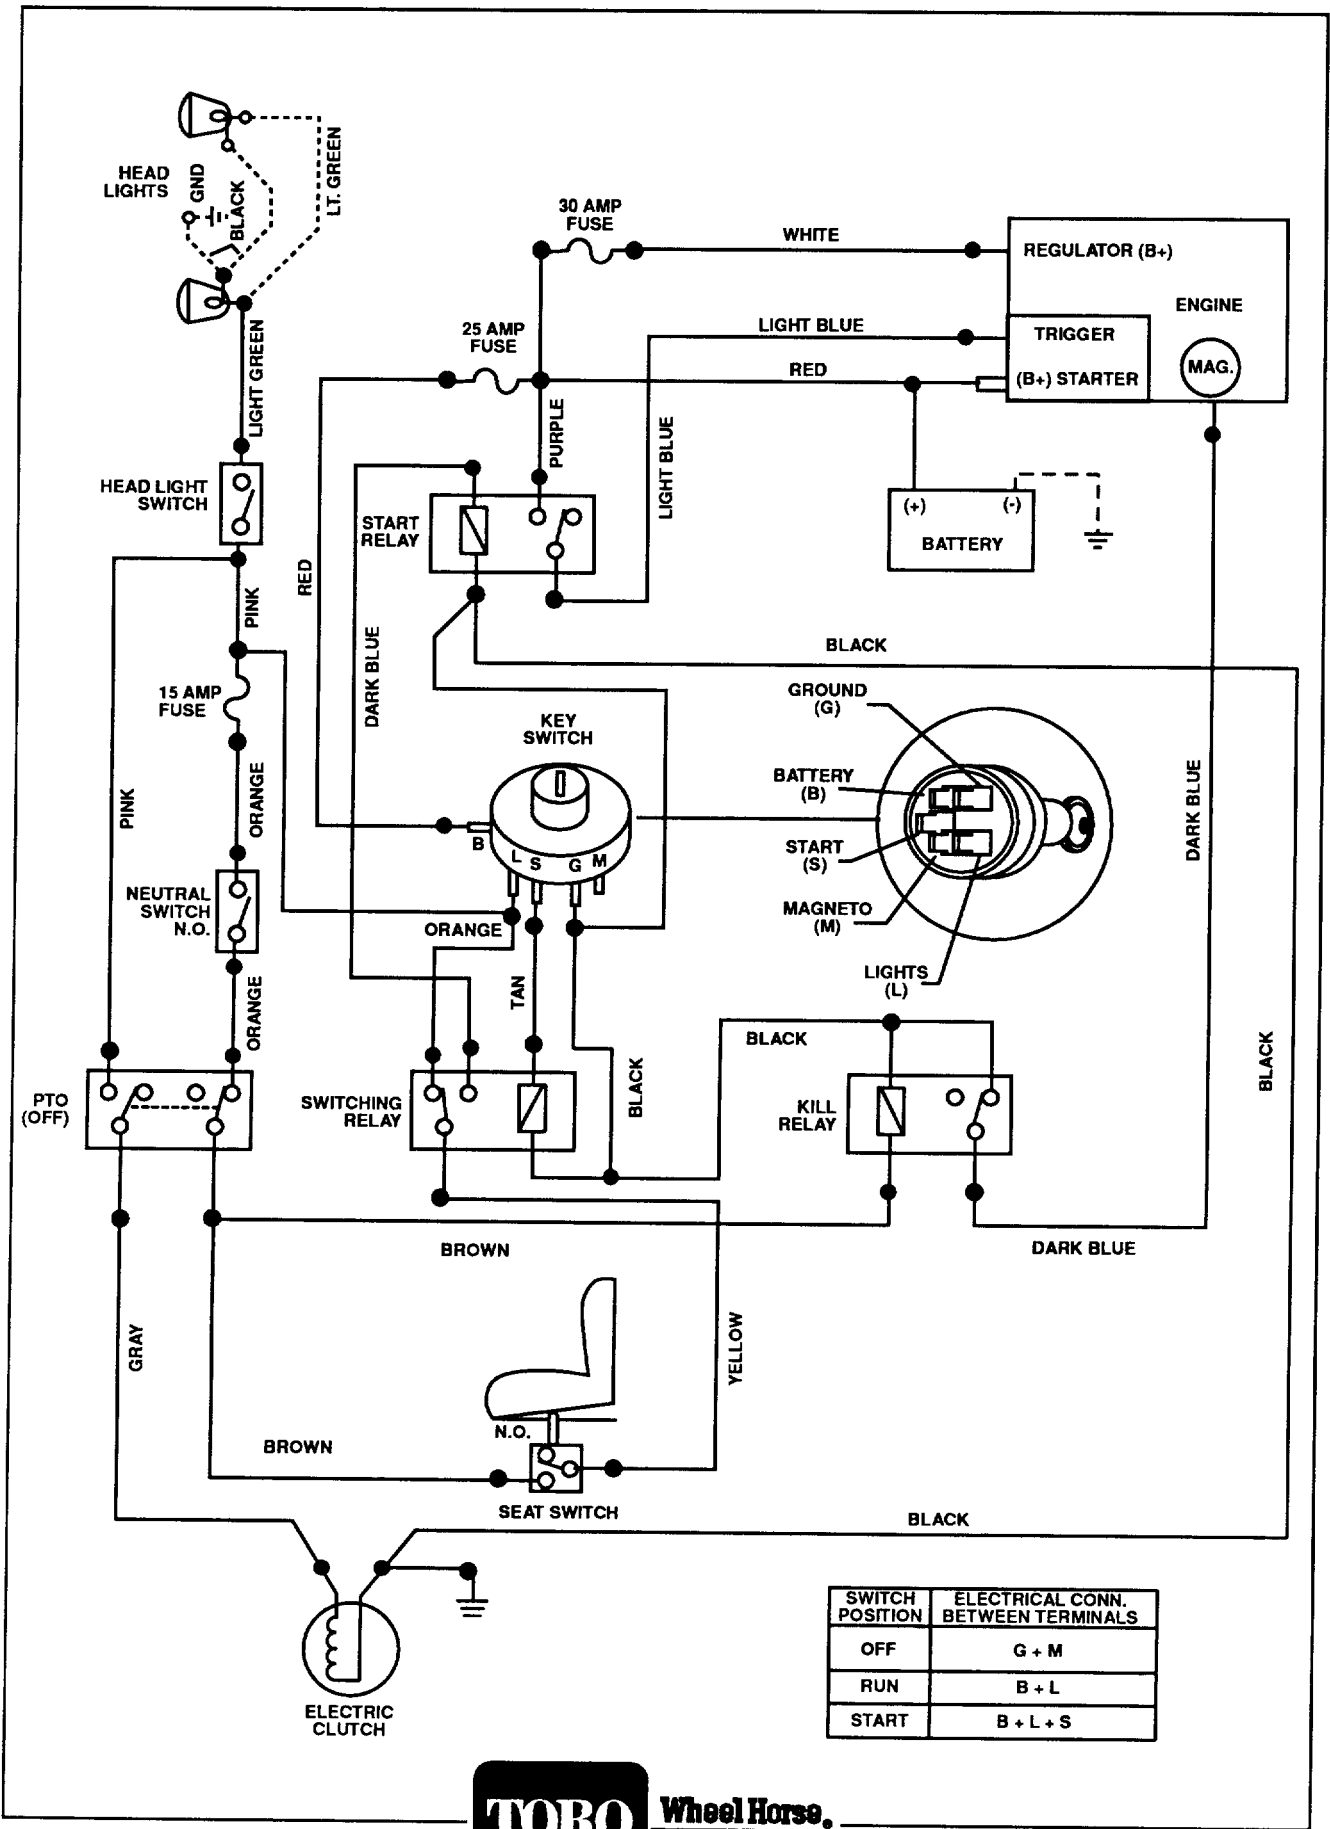 HEAD
LIGHTS
GND
BLACK
LT. GREEN
30 AMP
FUSE
WHITE
REGULATOR (B+)
ENGINE
25 AMP
FUSE
LIGHT BLUE
TRIGGER
RED
(B+) STARTER
MAG.
LIGHT GREEN
PURPLE
LIGHT BLUE
HEAD LIGHT
SWITCH
START
RELAY
(+)
(-)
BATTERY
RED
PINK
DARK BLUE
BLACK
15 AMP
FUSE
GROUND
(G)
KEY
SWITCH
BATTERY
(B)
PINK
ORANGE
DARK BLUE
B
L
S
G
M
START
(S)
NEUTRAL
SWITCH
N.O.
MAGNETO
(M)
ORANGE
LIGHTS
(L)
TAN
ORANGE
BLACK
BLACK
BLACK
PTO
(OFF)
SWITCHING
RELAY
KILL
RELAY
BROWN
DARK BLUE
GRAY
YELLOW
N.O.
BROWN
SEAT SWITCH
BLACK
SWITCH
POSITION
ELECTRICAL CONN.
BETWEEN TERMINALS
OFF
G + M
RUN
B + L
START
B + L + S
ELECTRIC
CLUTCH
TORO
Wheel Horse.